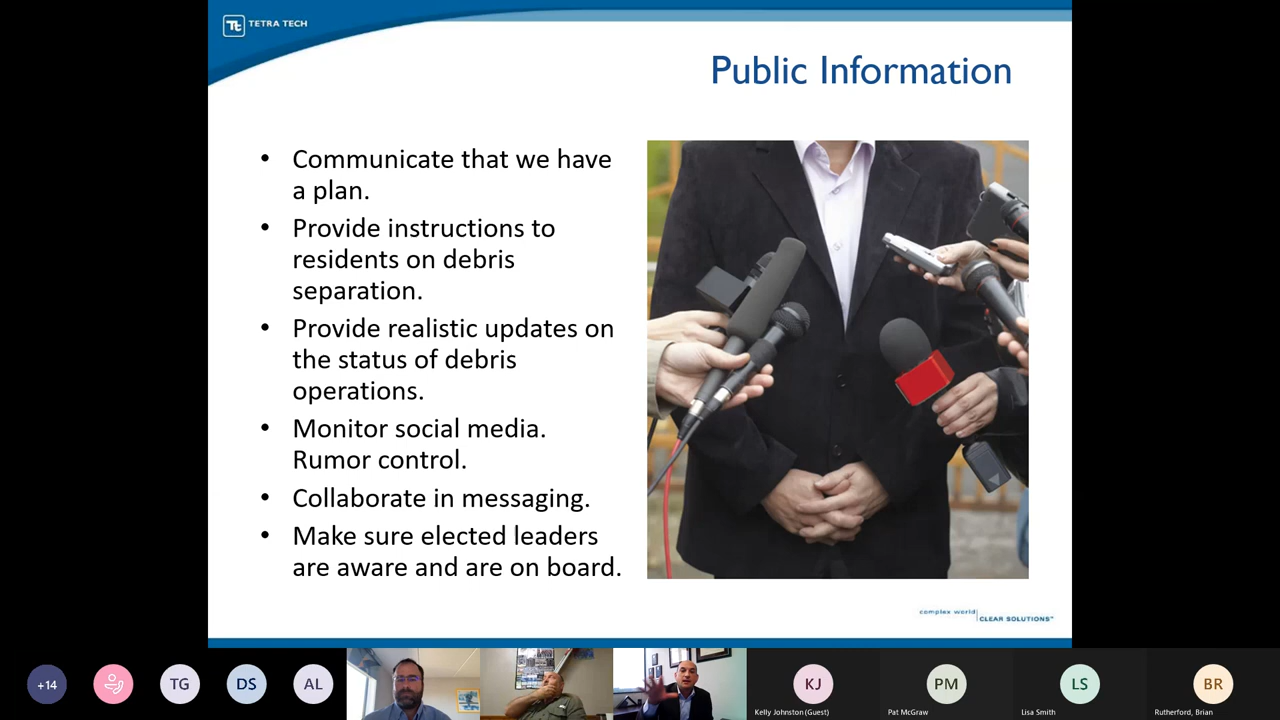 TETRA TECH
Public Information
• Communicate that we have
a plan.
• Provide instructions to
residents on debris
separation.
• Provide realistic updates on
the status of debris
operations.
• Monitor social media.
Rumor control.
• Collaborate in messaging.
• Make sure elected leaders
are aware and are on board.
complex world
CLEAR SOLUTIONS™
+14
TG
DS
AL
KJ
PM
LS
BR
Kelly Johnston (Guest)
Pat McGraw
Lisa Smith
Rutherford, Brian